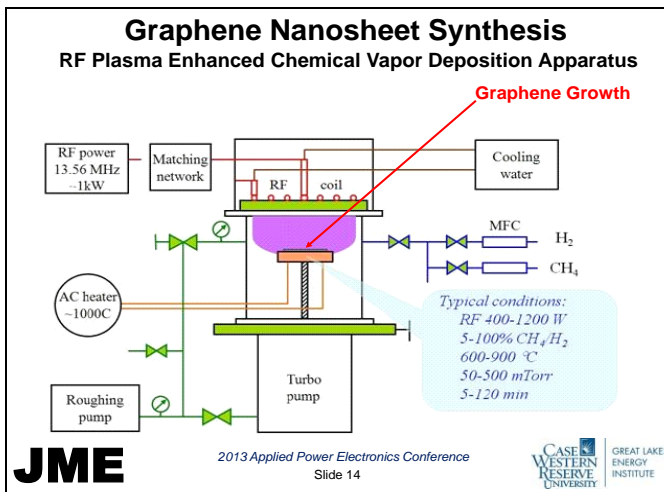 Graphene Nanosheet Synthesis
RF Plasma Enhanced Chemical Vapor Deposition Apparatus
Graphene Growth
RF power
13.56 MHz
~1kW
Matching
network
RF coil
Cooling
water
MFC
H₂
CH₄
AC heater
~1000C
Typical conditions:
RF 400-1200 W
5-100% CH₄/H₂
600-900 ℃
50-500 mTorr
5-120 min
Turbo
pump
Roughing
pump
JME
2013 Applied Power Electronics Conference
Slide 14
CASE
WESTERN
RESERVE
UNIVERSITY
GREAT LAKE
ENERGY
INSTITUTE